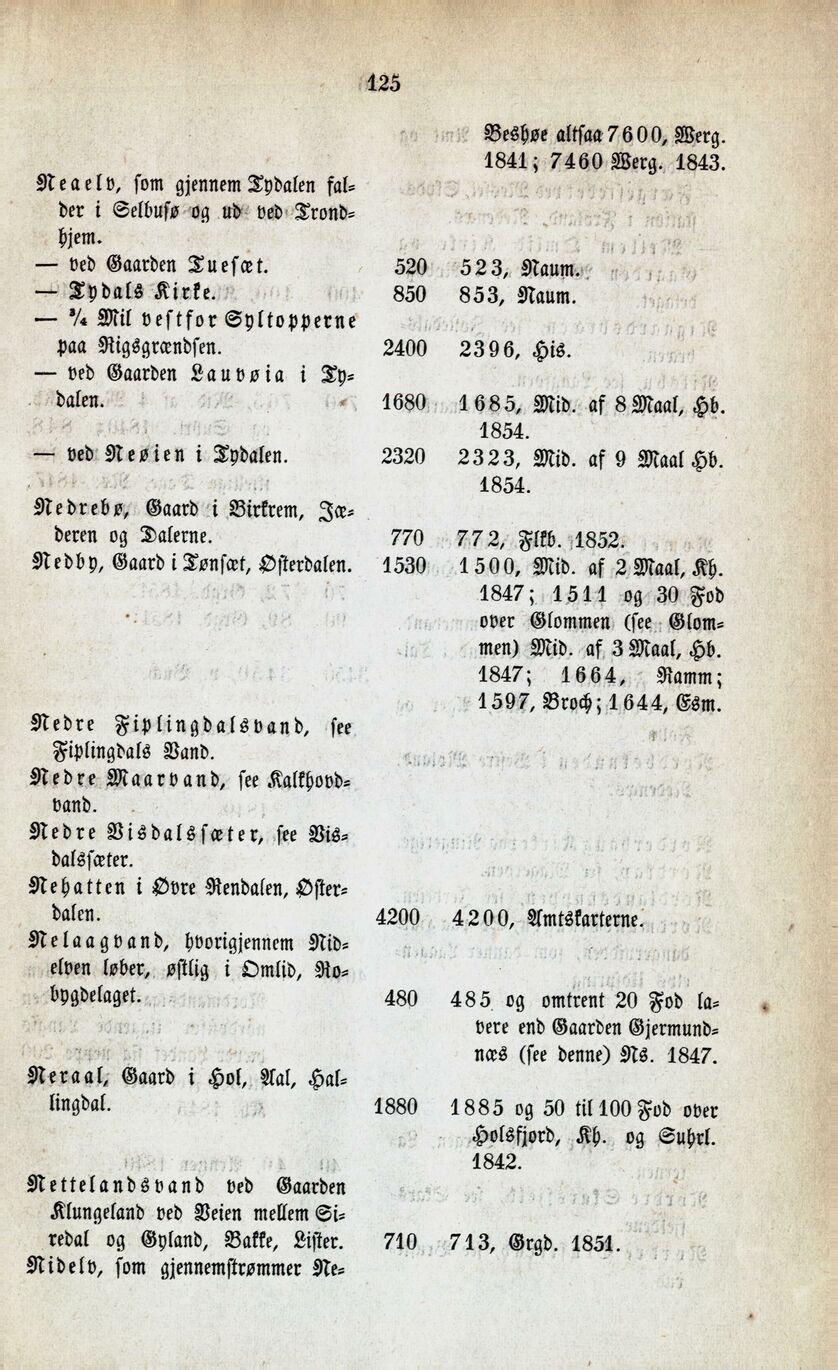 125
Beshøe altsaa 7600, Werg.
1841; 7460 Werg. 1843.
Neaelv, som gjennem Tydalen fal=
der i Selbusø og ud ved Trond=
hjem.
— ved Gaarden Tuesæt. 520 523, Naum.
— Tydals Kirke. 850 853, Naum.
— ¾ Mil vestfor Syltopperne
paa Rigsgrændsen. 2400 2396, His.
— ved Gaarden Lauvøia i Ty=
dalen. 1680 1685, Mid. af 8 Maal, Hb.
1854.
— ved Neøien i Tydalen. 2320 2323, Mid. af 9 Maal Hb.
1854.
Nedrebø, Gaard i Birkrem, Jæ=
deren og Dalerne. 770 772, Flkb. 1852.
Nedby, Gaard i Tønsæt, Østerdalen. 1530 1500, Mid. af 2 Maal, Kh.
1847; 1511 og 30 Fod
over Glommen (see Glom=
men) Mid. af 3 Maal, Hb.
1847; 1664, Ramm;
1597, Broch; 1644, Esm.
Nedre Fiplingdalsvand, see
Fiplingdals Vand.
Nedre Maarvand, see Kalkhovd=
vand.
Nedre Visdalssæter, see Vis=
dalssæter.
Nehatten i Øvre Rendalen, Øster=
dalen. 4200 4200, Amtskarterne.
Nelaagvand, hvorigjennem Nid=
elven løber, østlig i Omlid, Ro=
bygdelaget. 480 485 og omtrent 20 Fod la=
vere end Gaarden Gjermund=
næs (see denne) Ns. 1847.
Neraal, Gaard i Hol, Aal, Hal=
lingdal. 1880 1885 og 50 til 100 Fod over
Holsfjord, Kh. og Suhrl.
1842.
Nettelandsvand ved Gaarden
Klungeland ved Veien mellem Si=
redal og Gyland, Bakke, Lister. 710 713, Grgd. 1851.
Nidelv, som gjennemstrømmer Ne=